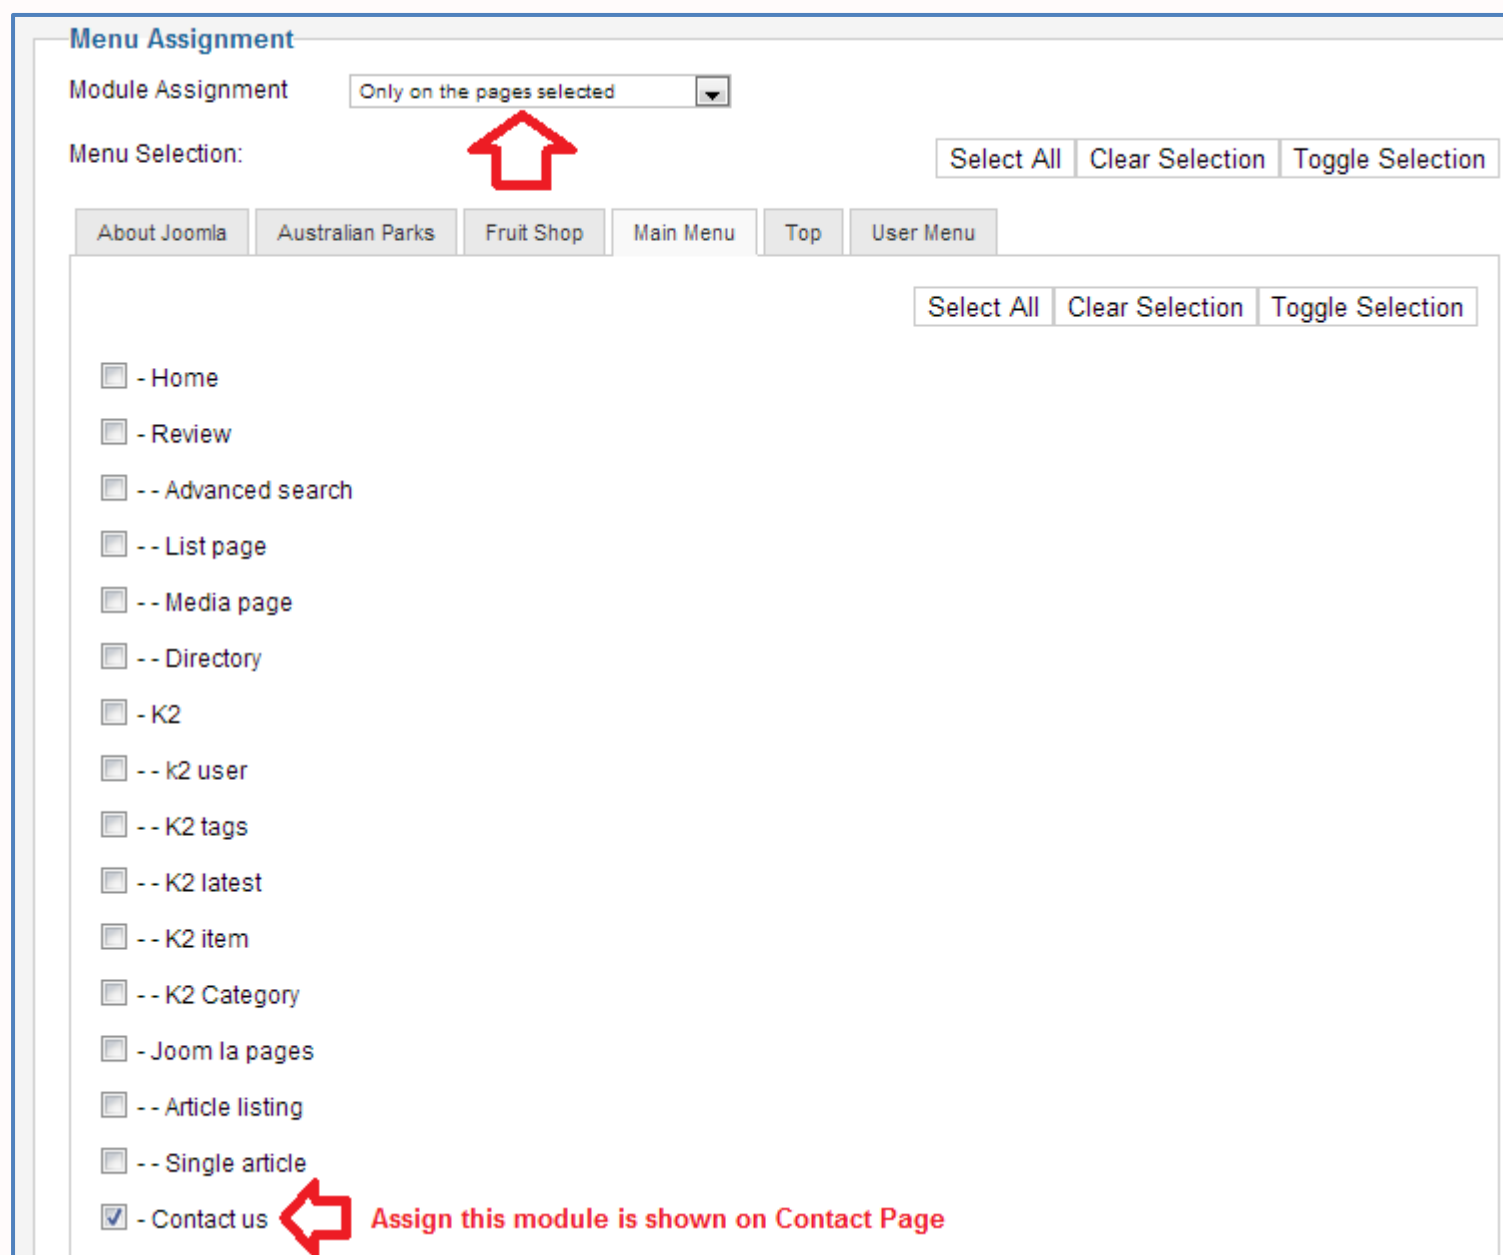 Menu Assignment
Module Assignment Only on the pages selected
Menu Selection: Select All Clear Selection Toggle Selection
About Joomla Australian Parks Fruit Shop Main Menu Top User Menu
Select All Clear Selection Toggle Selection
- Home
- Review
- - Advanced search
- - List page
- - Media page
- - Directory
- K2
- - k2 user
- - K2 tags
- - K2 latest
- - K2 item
- - K2 Category
- Joom la pages
- - Article listing
- - Single article
- Contact us Assign this module is shown on Contact Page